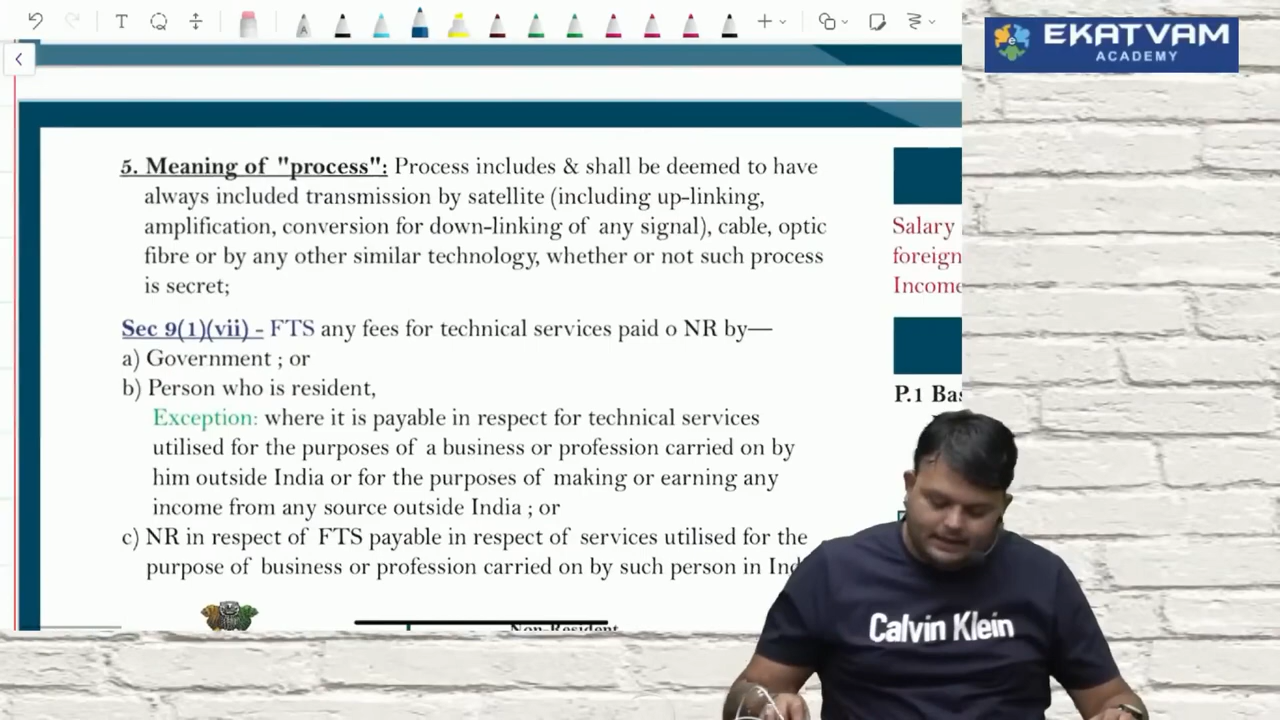 EKATVAM
ACADEMY
5. Meaning of "process": Process includes & shall be deemed to have
always included transmission by satellite (including up-linking,
amplification, conversion for down-linking of any signal), cable, optic
fibre or by any other similar technology, whether or not such process
is secret;
Sec 9(1)(vii) - FTS any fees for technical services paid o NR by—
a) Government ; or
b) Person who is resident,
Exception: where it is payable in respect for technical services
utilised for the purposes of a business or profession carried on by
him outside India or for the purposes of making or earning any
income from any source outside India ; or
c) NR in respect of FTS payable in respect of services utilised for the
purpose of business or profession carried on by such person in Ind
Non-Resident
Salary
foreign
Income
P.1 Bas
Calvin Klein